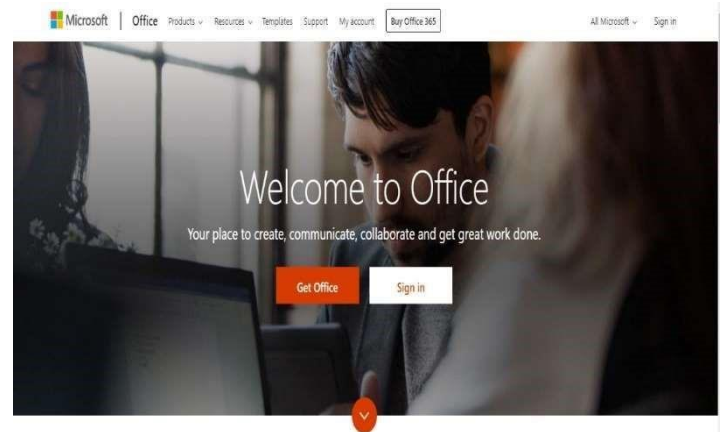 Microsoft | Office Products Resources Templates Support My account Buy Office 365 All Microsoft Sign in
Welcome to Office
Your place to create, communicate, collaborate and get great work done.
Get Office Sign in